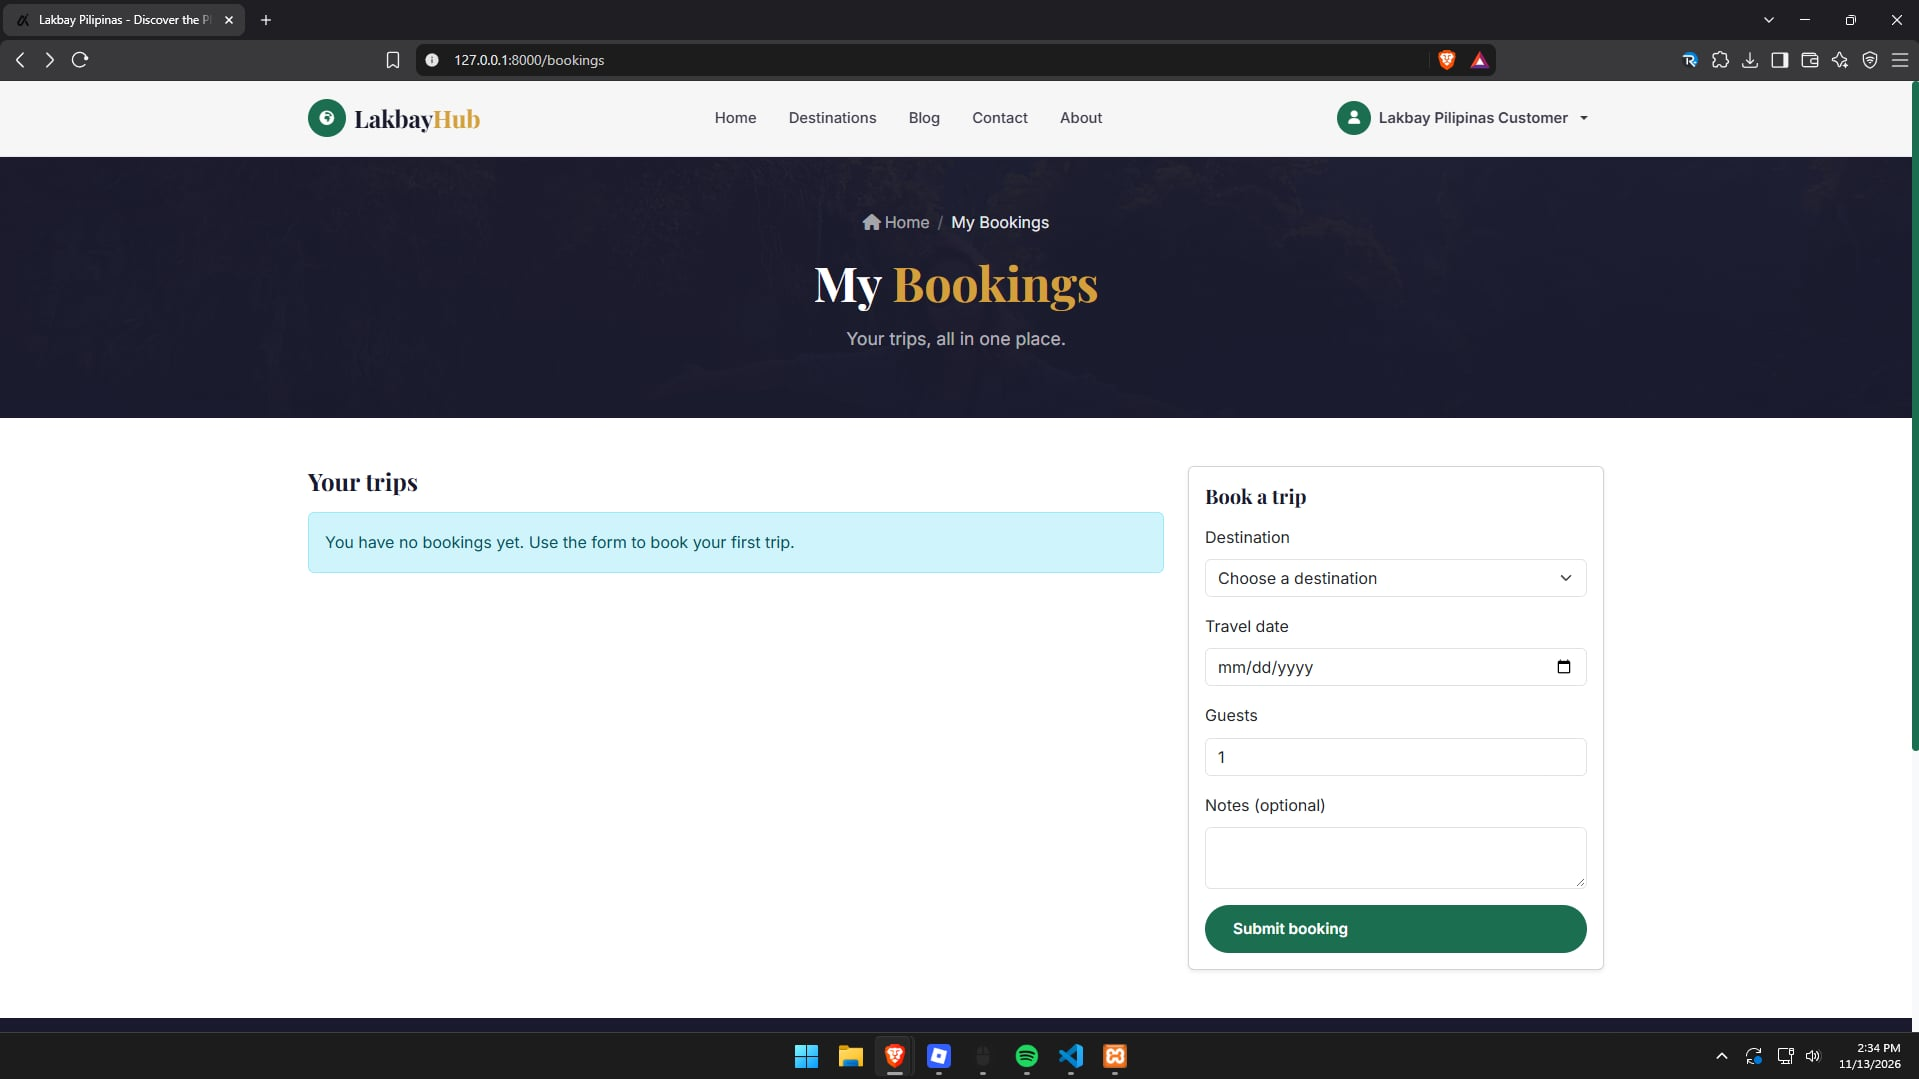 Lakbay Pilipinas - Discover the P
127.0.0.1:8000/bookings
LakbayHub
Home
Destinations
Blog
Contact
About
Lakbay Pilipinas Customer
Home / My Bookings
My Bookings
Your trips, all in one place.
Your trips
You have no bookings yet. Use the form to book your first trip.
Book a trip
Destination
Choose a destination
Travel date
mm/dd/yyyy
Guests
1
Notes (optional)
Submit booking
2:34 PM
11/13/2026